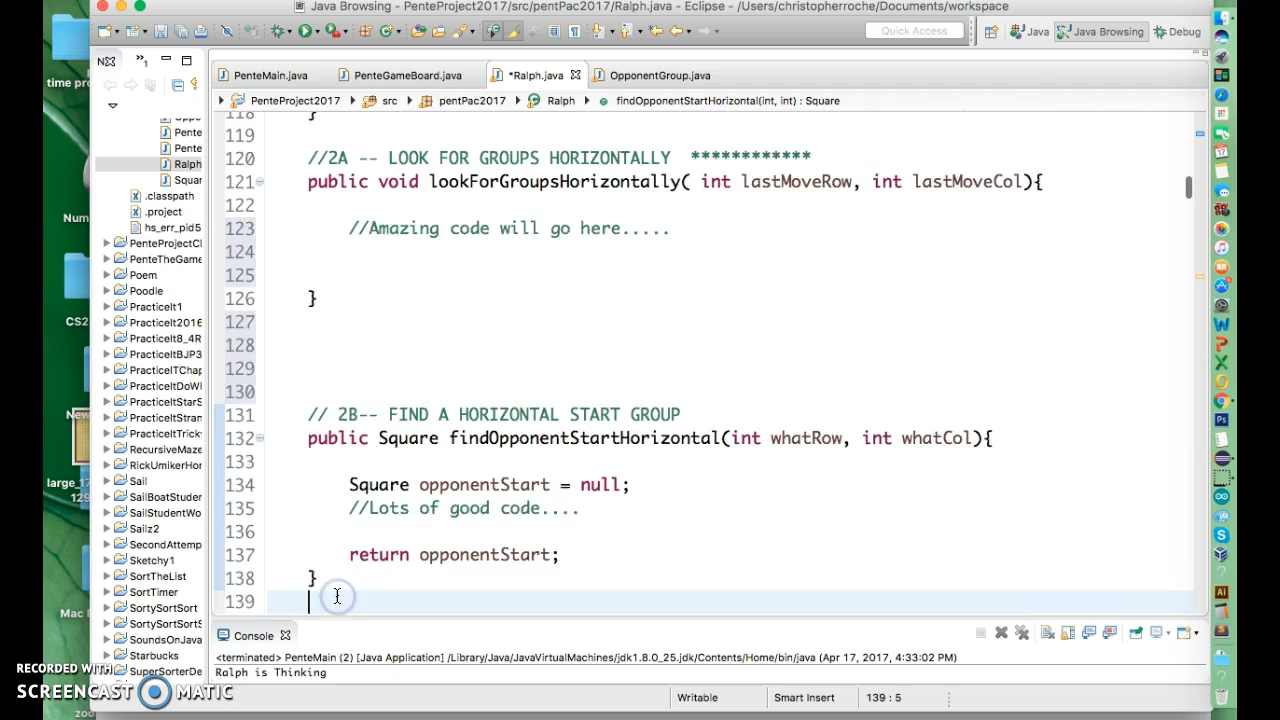 Java Browsing - PenteProject2017/src/pentPac2017/Ralph.java - Eclipse - /Users/christopherroche/Documents/workspace
Quick Access
Java
Java Browsing
Debug
PenteMain.java
PenteGameBoard.java
*Ralph.java
OpponentGroup.java
PenteProject2017
src
pentPac2017
Ralph
findOpponentStartHorizontal(int, int) : Square
time pro
Num
CS2
New
large_17
129
Mac
zoo
Pente
Pente
Ralph
Squar
.classpath
.project
hs_err_pid5
PenteProjectCl
PenteTheGame
Poem
Poodle
PracticeIt1
PracticeIt2016
PracticeIt8_4R
PracticeItBJP3
PracticeITChap
PracticeItDoWl
PracticeItStarS
PracticeItStran
PracticeItTricky
RecursiveMaze
RickUmikerHor
Sail
SailBoatStuder
SailStudentWo
Sailz2
SecondAttemp
Sketchy1
SortTheList
SortTimer
SortySortSort
SortySortSortS
SoundsOnJava
Starbucks
SuperSorterDe
118 }
119
120 //2A -- LOOK FOR GROUPS HORIZONTALLY ************
121 public void lookForGroupsHorizontally( int lastMoveRow, int lastMoveCol){
122
123 //Amazing code will go here.....
124
125
126 }
127
128
129
130
131 // 2B-- FIND A HORIZONTAL START GROUP
132 public Square findOpponentStartHorizontal(int whatRow, int whatCol){
133
134 Square opponentStart = null;
135 //Lots of good code....
136
137 return opponentStart;
138 }
139
Console
<terminated> PenteMain (2) [Java Application] /Library/Java/JavaVirtualMachines/jdk1.8.0_25.jdk/Contents/Home/bin/java (Apr 17, 2017, 4:33:02 PM)
Ralph is Thinking
Writable
Smart Insert
139 : 5
RECORDED WITH
SCREENCAST MATIC